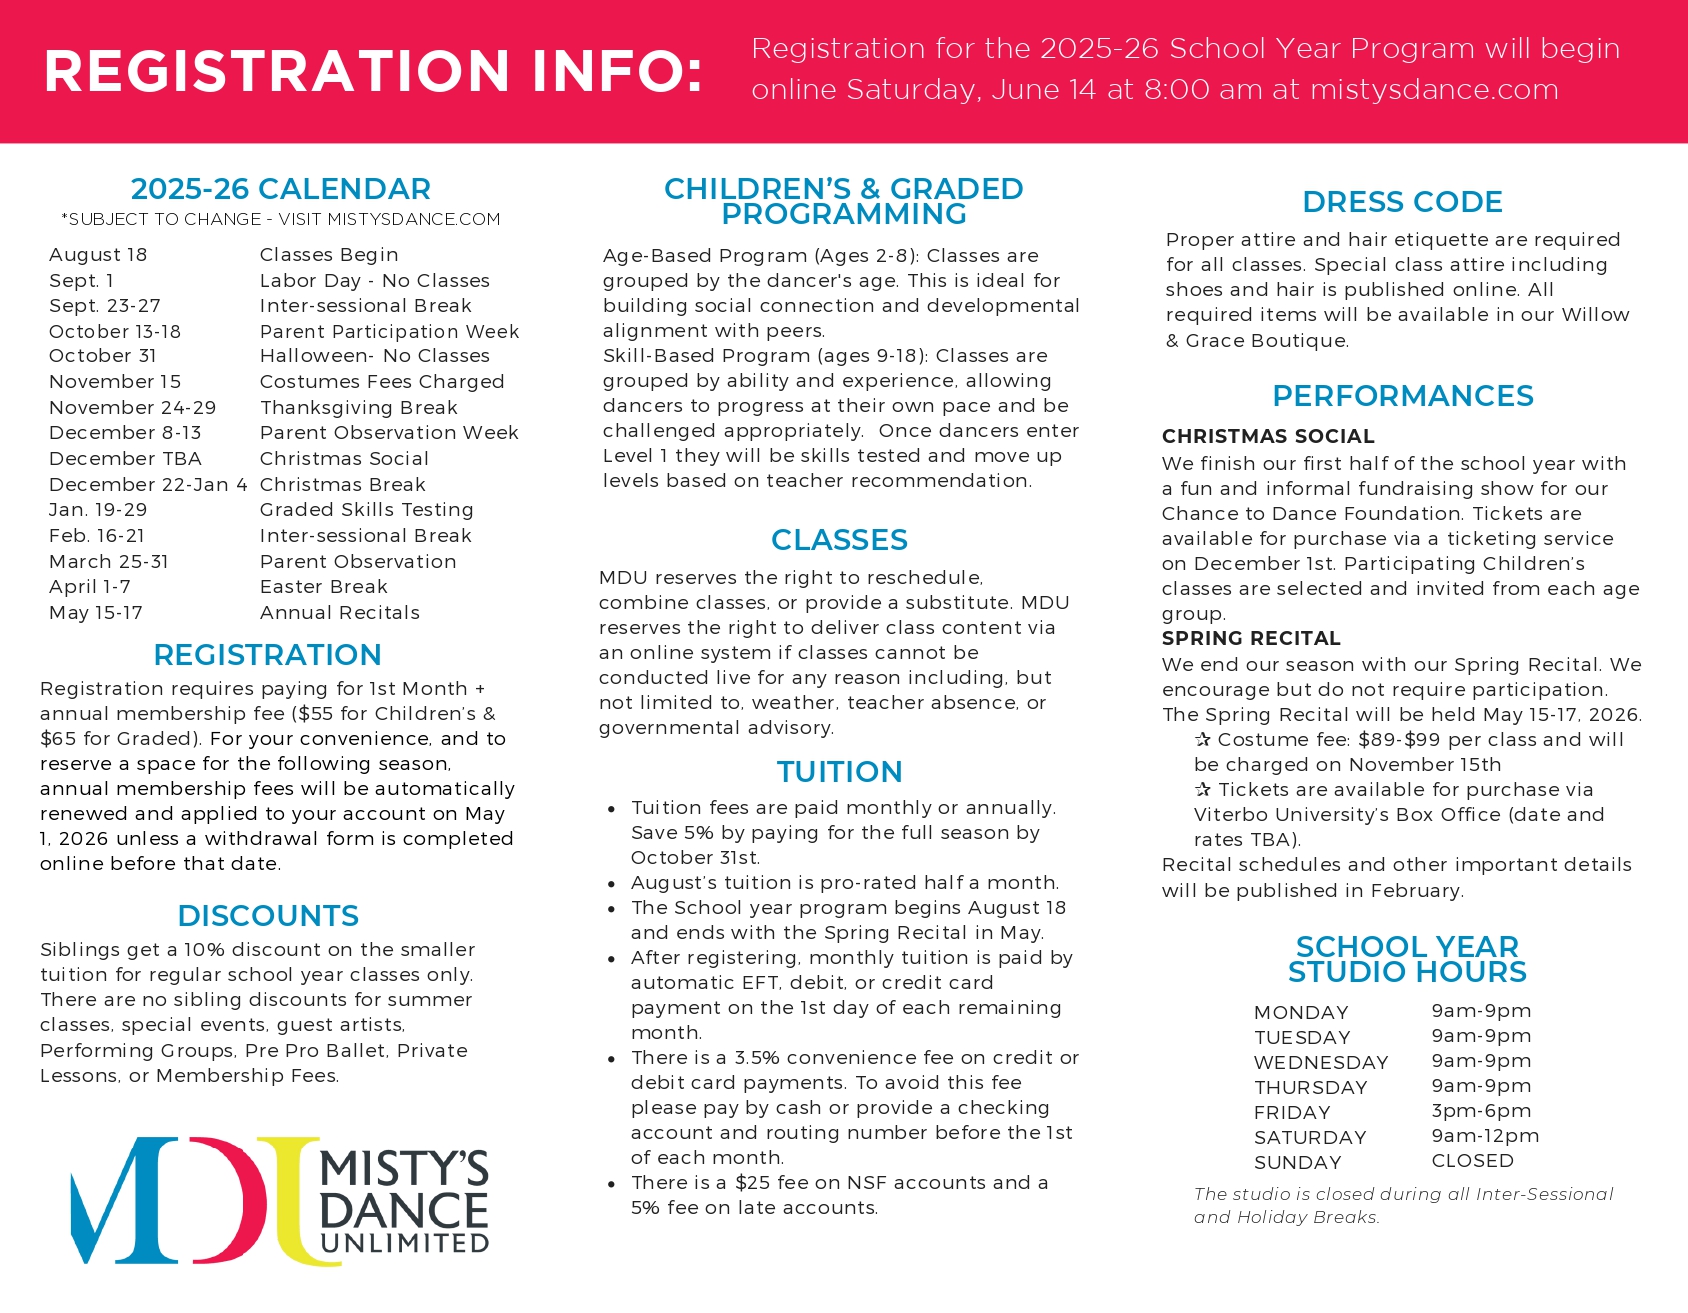 REGISTRATION INFO:
Registration for the 2025-26 School Year Program will begin
online Saturday, June 14 at 8:00 am at mistysdance.com
2025-26 CALENDAR
*SUBJECT TO CHANGE - VISIT MISTYSDANCE.COM
August 18 Classes Begin
Sept. 1 Labor Day - No Classes
Sept. 23-27 Inter-sessional Break
October 13-18 Parent Participation Week
October 31 Halloween- No Classes
November 15 Costumes Fees Charged
November 24-29 Thanksgiving Break
December 8-13 Parent Observation Week
December TBA Christmas Social
December 22-Jan 4 Christmas Break
Jan. 19-29 Graded Skills Testing
Feb. 16-21 Inter-sessional Break
March 25-31 Parent Observation
April 1-7 Easter Break
May 15-17 Annual Recitals
REGISTRATION
Registration requires paying for 1st Month +
annual membership fee ($55 for Children's &
$65 for Graded). For your convenience, and to
reserve a space for the following season,
annual membership fees will be automatically
renewed and applied to your account on May
1, 2026 unless a withdrawal form is completed
online before that date.
DISCOUNTS
Siblings get a 10% discount on the smaller
tuition for regular school year classes only.
There are no sibling discounts for summer
classes, special events, guest artists,
Performing Groups, Pre Pro Ballet, Private
Lessons, or Membership Fees.
MDU
MISTY'S
DANCE
UNLIMITED
CHILDREN'S & GRADED
PROGRAMMING
Age-Based Program (Ages 2-8): Classes are
grouped by the dancer's age. This is ideal for
building social connection and developmental
alignment with peers.
Skill-Based Program (ages 9-18): Classes are
grouped by ability and experience, allowing
dancers to progress at their own pace and be
challenged appropriately.  Once dancers enter
Level 1 they will be skills tested and move up
levels based on teacher recommendation.
CLASSES
MDU reserves the right to reschedule,
combine classes, or provide a substitute. MDU
reserves the right to deliver class content via
an online system if classes cannot be
conducted live for any reason including, but
not limited to, weather, teacher absence, or
governmental advisory.
TUITION
• Tuition fees are paid monthly or annually.
Save 5% by paying for the full season by
October 31st.
• August's tuition is pro-rated half a month.
• The School year program begins August 18
and ends with the Spring Recital in May.
• After registering, monthly tuition is paid by
automatic EFT, debit, or credit card
payment on the 1st day of each remaining
month.
• There is a 3.5% convenience fee on credit or
debit card payments. To avoid this fee
please pay by cash or provide a checking
account and routing number before the 1st
of each month.
• There is a $25 fee on NSF accounts and a
5% fee on late accounts.
DRESS CODE
Proper attire and hair etiquette are required
for all classes. Special class attire including
shoes and hair is published online. All
required items will be available in our Willow
& Grace Boutique.
PERFORMANCES
CHRISTMAS SOCIAL
We finish our first half of the school year with
a fun and informal fundraising show for our
Chance to Dance Foundation. Tickets are
available for purchase via a ticketing service
on December 1st. Participating Children's
classes are selected and invited from each age
group.
SPRING RECITAL
We end our season with our Spring Recital. We
encourage but do not require participation.
The Spring Recital will be held May 15-17, 2026.
✰ Costume fee: $89-$99 per class and will
be charged on November 15th
✰ Tickets are available for purchase via
Viterbo University's Box Office (date and
rates TBA).
Recital schedules and other important details
will be published in February.
SCHOOL YEAR
STUDIO HOURS
MONDAY 9am-9pm
TUESDAY 9am-9pm
WEDNESDAY 9am-9pm
THURSDAY 9am-9pm
FRIDAY 3pm-6pm
SATURDAY 9am-12pm
SUNDAY CLOSED
The studio is closed during all Inter-Sessional
and Holiday Breaks.